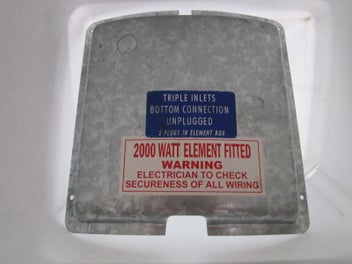 TRIPLE INLETS
BOTTOM CONNECTION
UNPLUGGED
2 PLUGS IN ELEMENT BOX
2000 WATT ELEMENT FITTED
WARNING
ELECTRICIAN TO CHECK
SECURENESS OF ALL WIRING